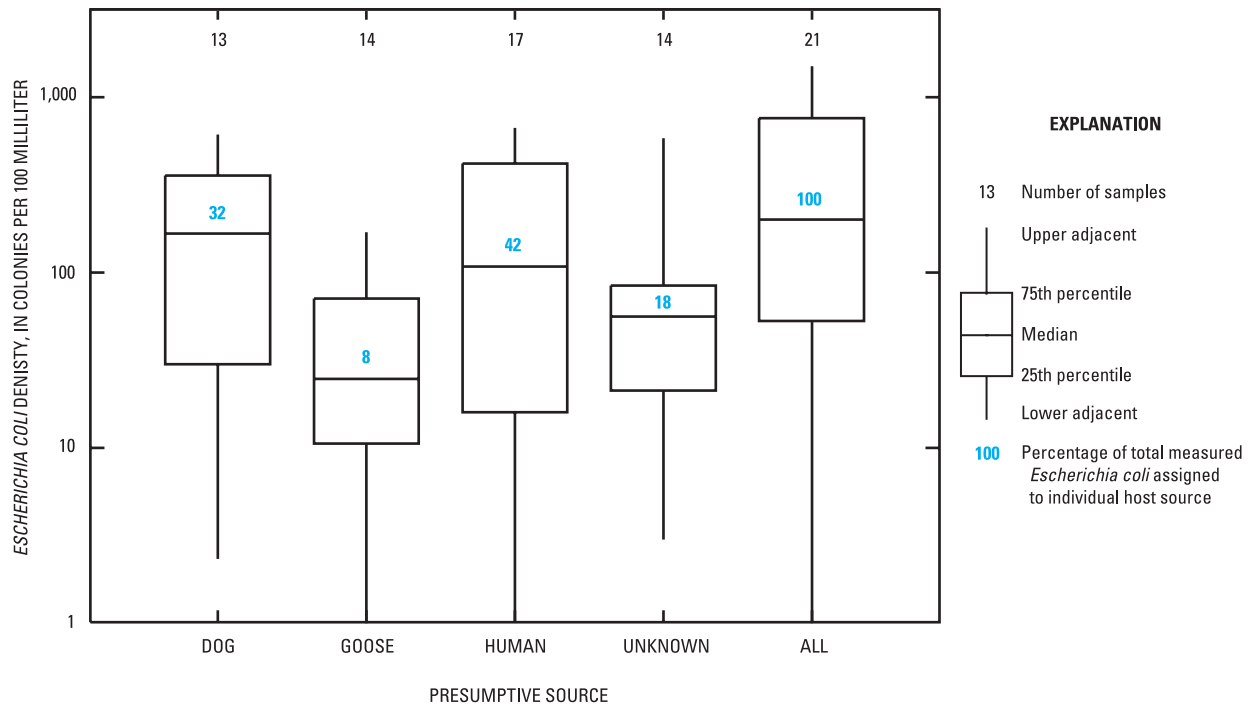 13 14 17 14 21
ESCHERICHIA COLI DENISTY, IN COLONIES PER 100 MILLILITER
1,000
100
10
1
32
8
42
18
100
DOG GOOSE HUMAN UNKNOWN ALL
PRESUMPTIVE SOURCE
EXPLANATION
13 Number of samples
Upper adjacent
75th percentile
Median
25th percentile
Lower adjacent
100 Percentage of total measured
Escherichia coli assigned
to individual host source